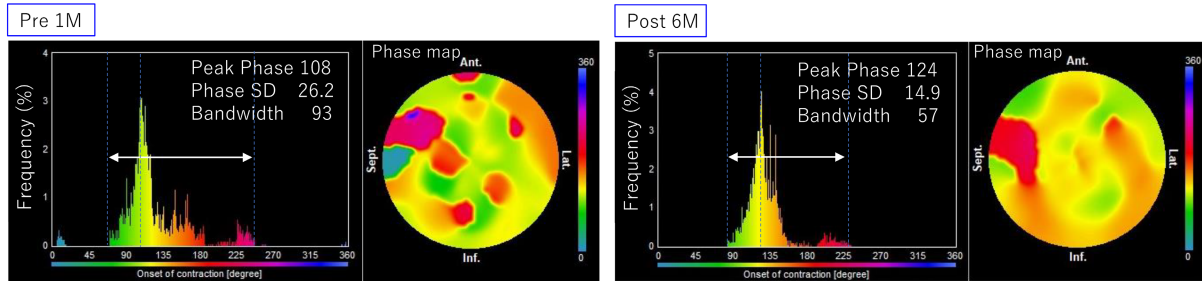 Pre 1M
Frequency (%)
4
3
2
1
0
Peak Phase 108
Phase SD 26.2
Bandwidth 93
0 45 90 135 180 225 270 315 360
Onset of contraction [degree]
Phase map
Ant.
Sept.
Lat.
Inf.
360
0
Post 6M
Frequency (%)
5
4
3
2
1
0
Peak Phase 124
Phase SD 14.9
Bandwidth 57
0 45 90 135 180 225 270 315 360
Onset of contraction [degree]
Phase map
Ant.
Sept.
Lat.
Inf.
360
0